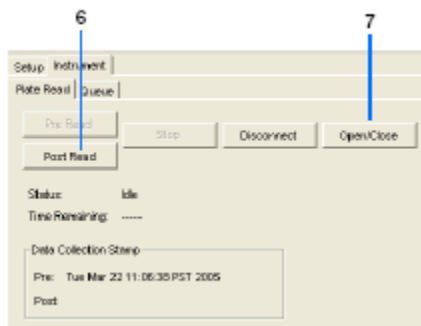 6 7
Setup Instrument
Plate Read Queue
Pre Read
Stop Disconnect Open/Close
Post Read
Status: Idle
Time Remaining: -----
Data Collection Stamp
Pre: Tue Mar 22 11:06:38 PST 2005
Post: